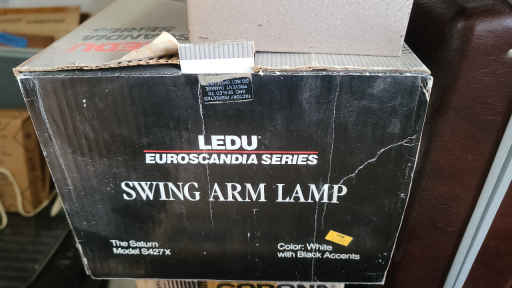 LEDU
EUROSCANDIA SERIES
SWING ARM LAMP
The Saturn
Model S427X
Color: White
with Black Accents